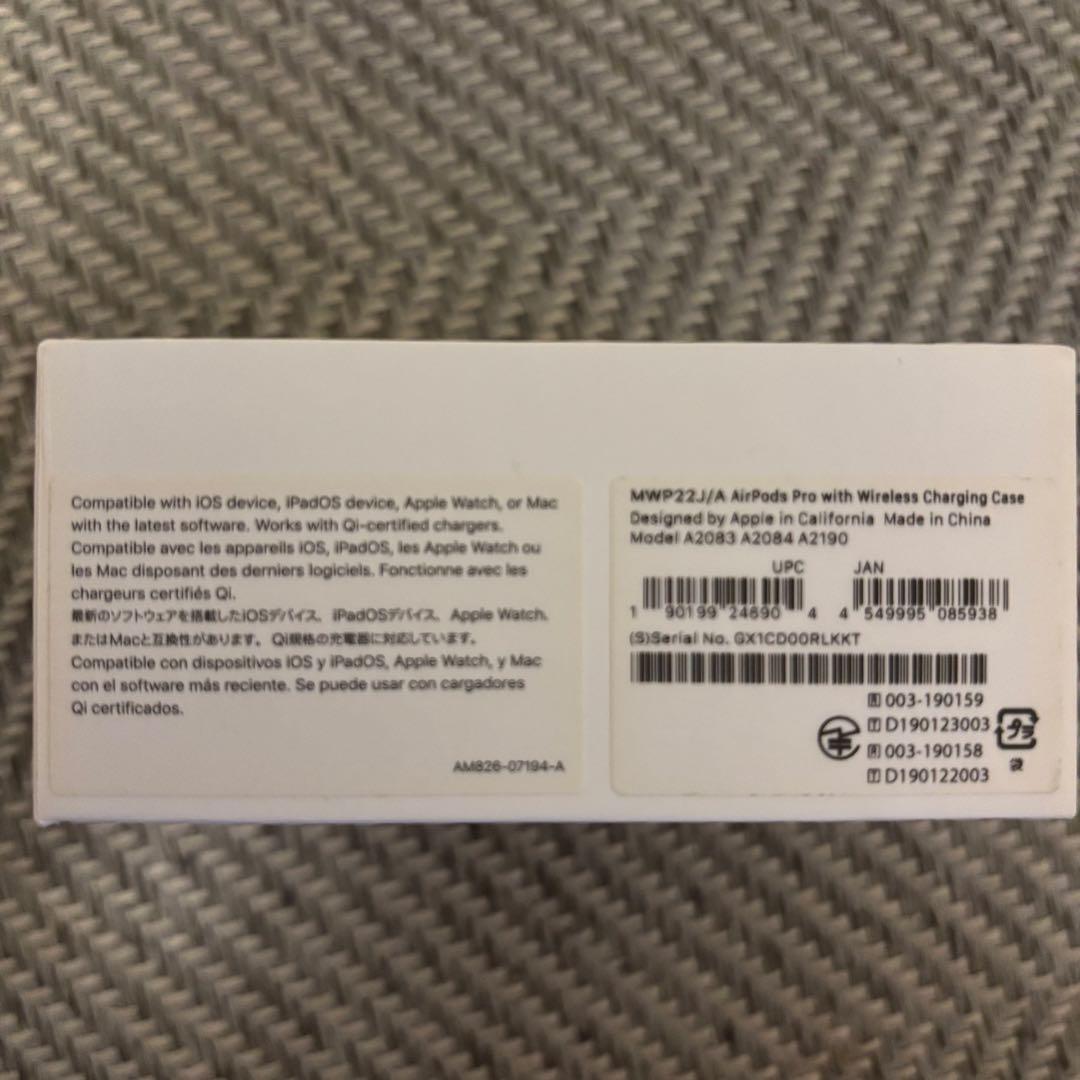 Compatible with iOS device, iPadOS device, Apple Watch, or Mac
with the latest software. Works with Qi-certified chargers.
Compatible avec les appareils iOS, iPadOS, les Apple Watch ou
les Mac disposant des derniers logiciels. Fonctionne avec les
chargeurs certifiés Qi.
最新のソフトウェアを搭載したiOSデバイス、iPadOSデバイス、Apple Watch、
またはMacと互換性があります。Qi規格の充電器に対応しています。
Compatible con dispositivos iOS y iPadOS, Apple Watch, y Mac
con el software más reciente. Se puede usar con cargadores
Qi certificados.
AM826-07194-A
MWP22J/A AirPods Pro with Wireless Charging Case
Designed by Apple in California Made in China
Model A2083 A2084 A2190
UPC JAN
1 90199 24690 4 4 549995 085938
(S)Serial No. GX1CD00RLKKT
R 003-190159
T D190123003
R 003-190158
T D190122003
プラ
袋